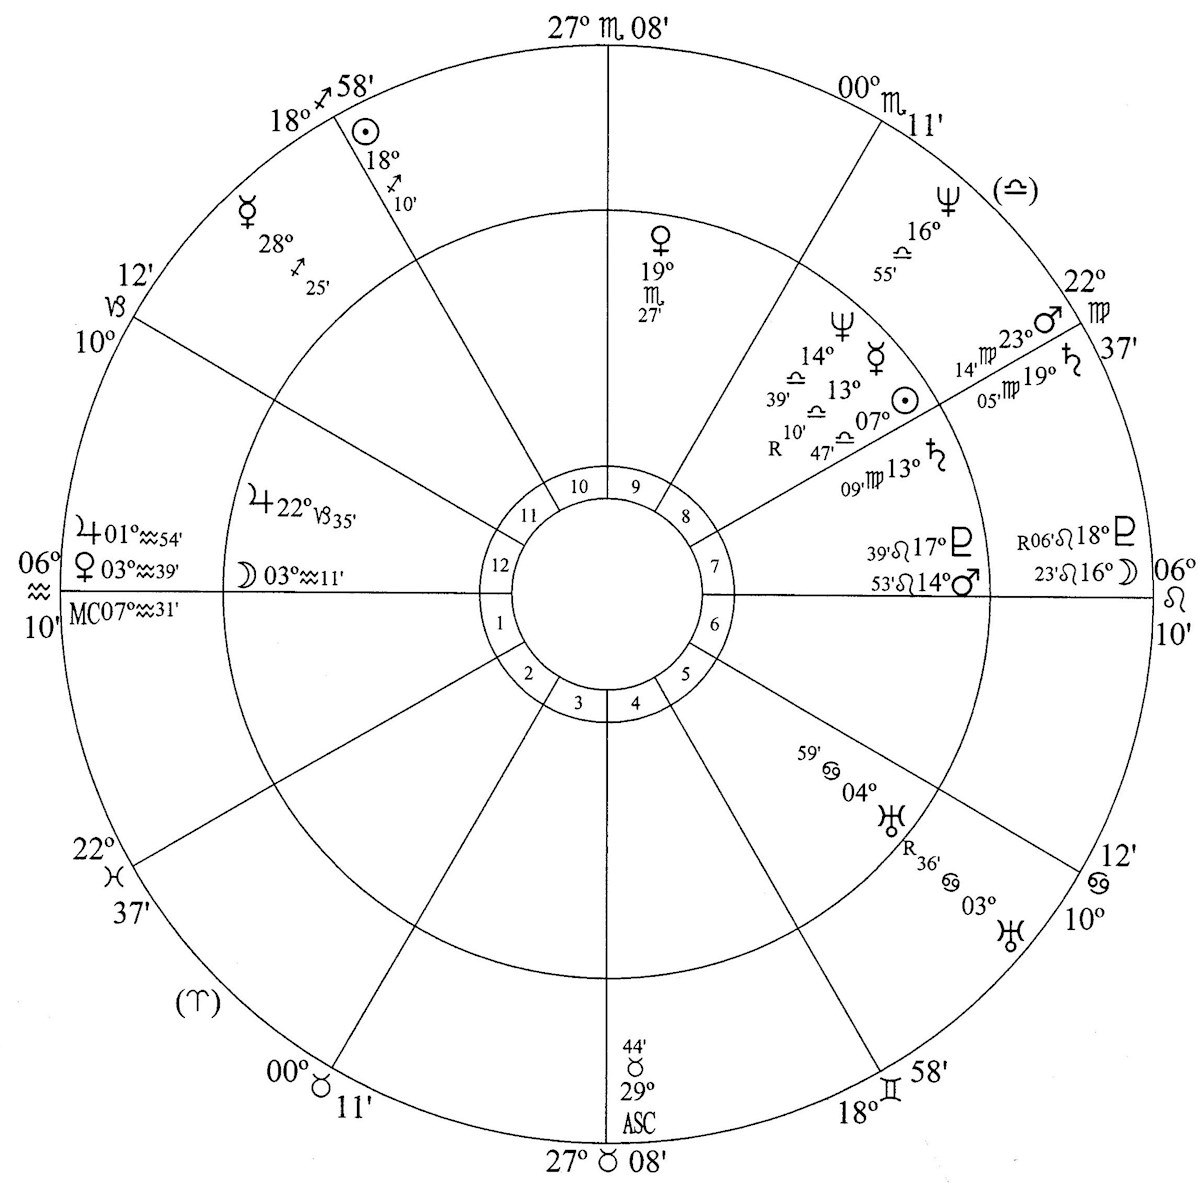 27° ♏ 08'
18° ♐ 58'
☉
18°
♐
10'
00° ♏ 11'
☿ 28° ♐ 25'
♀
19°
♏
27'
♆
16°
♎
55'
(♎)
12'
♑
10°
22°
♍
37'
14' ♍ 23° ♂
05' ♍ 19° ♄
39' ♎ 14° ♆
R 10' ♎ 13° ☿
47' ♎ 07° ☉
09' ♍ 13° ♄
♃ 22° ♑ 35'
10 9
11 8
12 7
1 6
2 5
3 4
♃ 01° ♒ 54'
♀ 03° ♒ 39'
MC 07° ♒ 31'
06°
♒
10'
☽ 03° ♒ 11'
39' ♌ 17° ♇
53' ♌ 14° ♂
R 06' ♌ 18° ♇
23' ♌ 16° ☽
06°
♌
10'
59' ♋ 04° ♅
R 36' ♋ 03° ♅
22°
♓
37'
12'
♋
10°
(♈)
00° ♉ 11'
44'
♉
29°
ASC
18° ♊ 58'
27° ♉ 08'